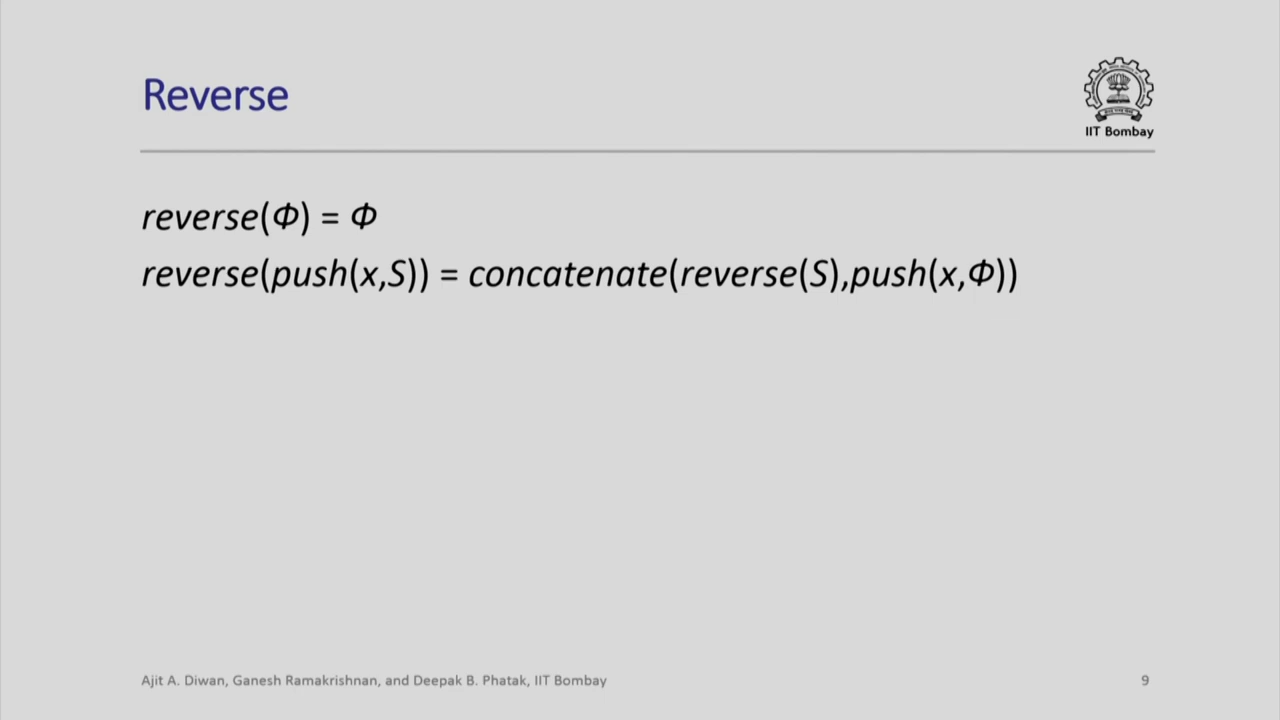 Reverse
IIT Bombay
reverse(Φ) = Φ
reverse(push(x,S)) = concatenate(reverse(S),push(x,Φ))
Ajit A. Diwan, Ganesh Ramakrishnan, and Deepak B. Phatak, IIT Bombay
9